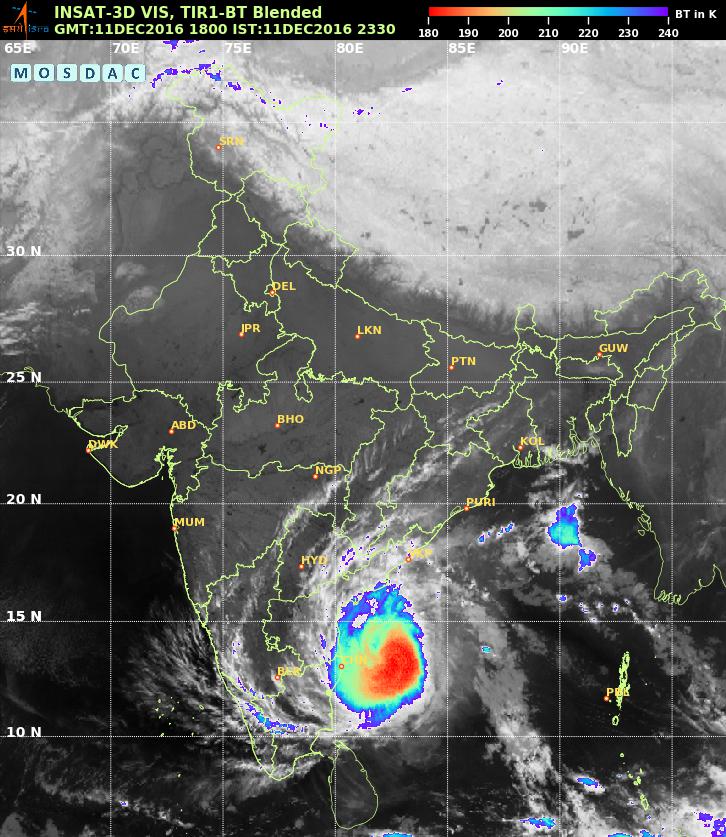 INSAT-3D VIS, TIR1-BT Blended
GMT:11DEC2016 1800 IST:11DEC2016 2330
BT in K
180 190 200 210 220 230 240
65E 70E 75E 80E 85E 90E
MOSDAC
SRN
30 N
DEL
JPR
LKN
GUW
PTN
25 N
ABD
BHO
DWK
KOL
NGP
20 N
PURI
MUM
HYD
15 N
BLR
PBL
10 N